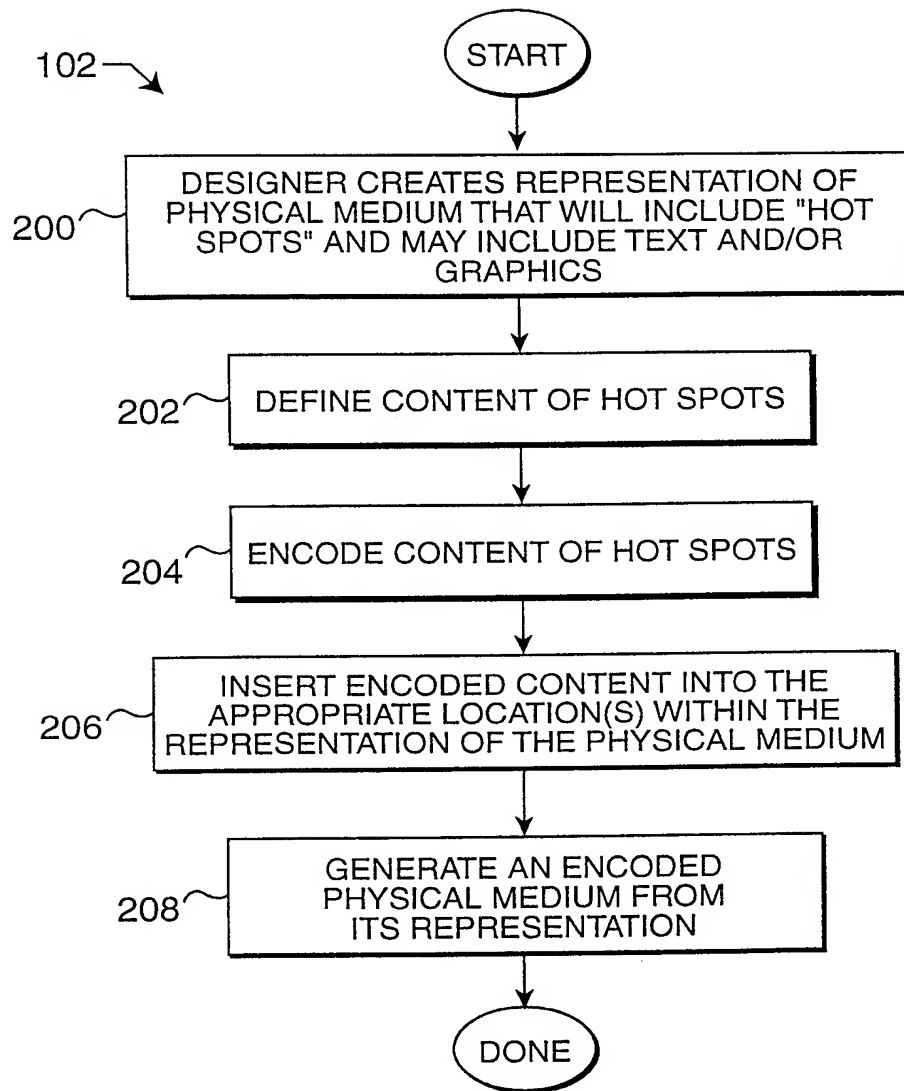 102
START
200
DESIGNER CREATES REPRESENTATION OF
PHYSICAL MEDIUM THAT WILL INCLUDE "HOT
SPOTS" AND MAY INCLUDE TEXT AND/OR
GRAPHICS
202
DEFINE CONTENT OF HOT SPOTS
204
ENCODE CONTENT OF HOT SPOTS
206
INSERT ENCODED CONTENT INTO THE
APPROPRIATE LOCATION(S) WITHIN THE
REPRESENTATION OF THE PHYSICAL MEDIUM
208
GENERATE AN ENCODED
PHYSICAL MEDIUM FROM
ITS REPRESENTATION
DONE